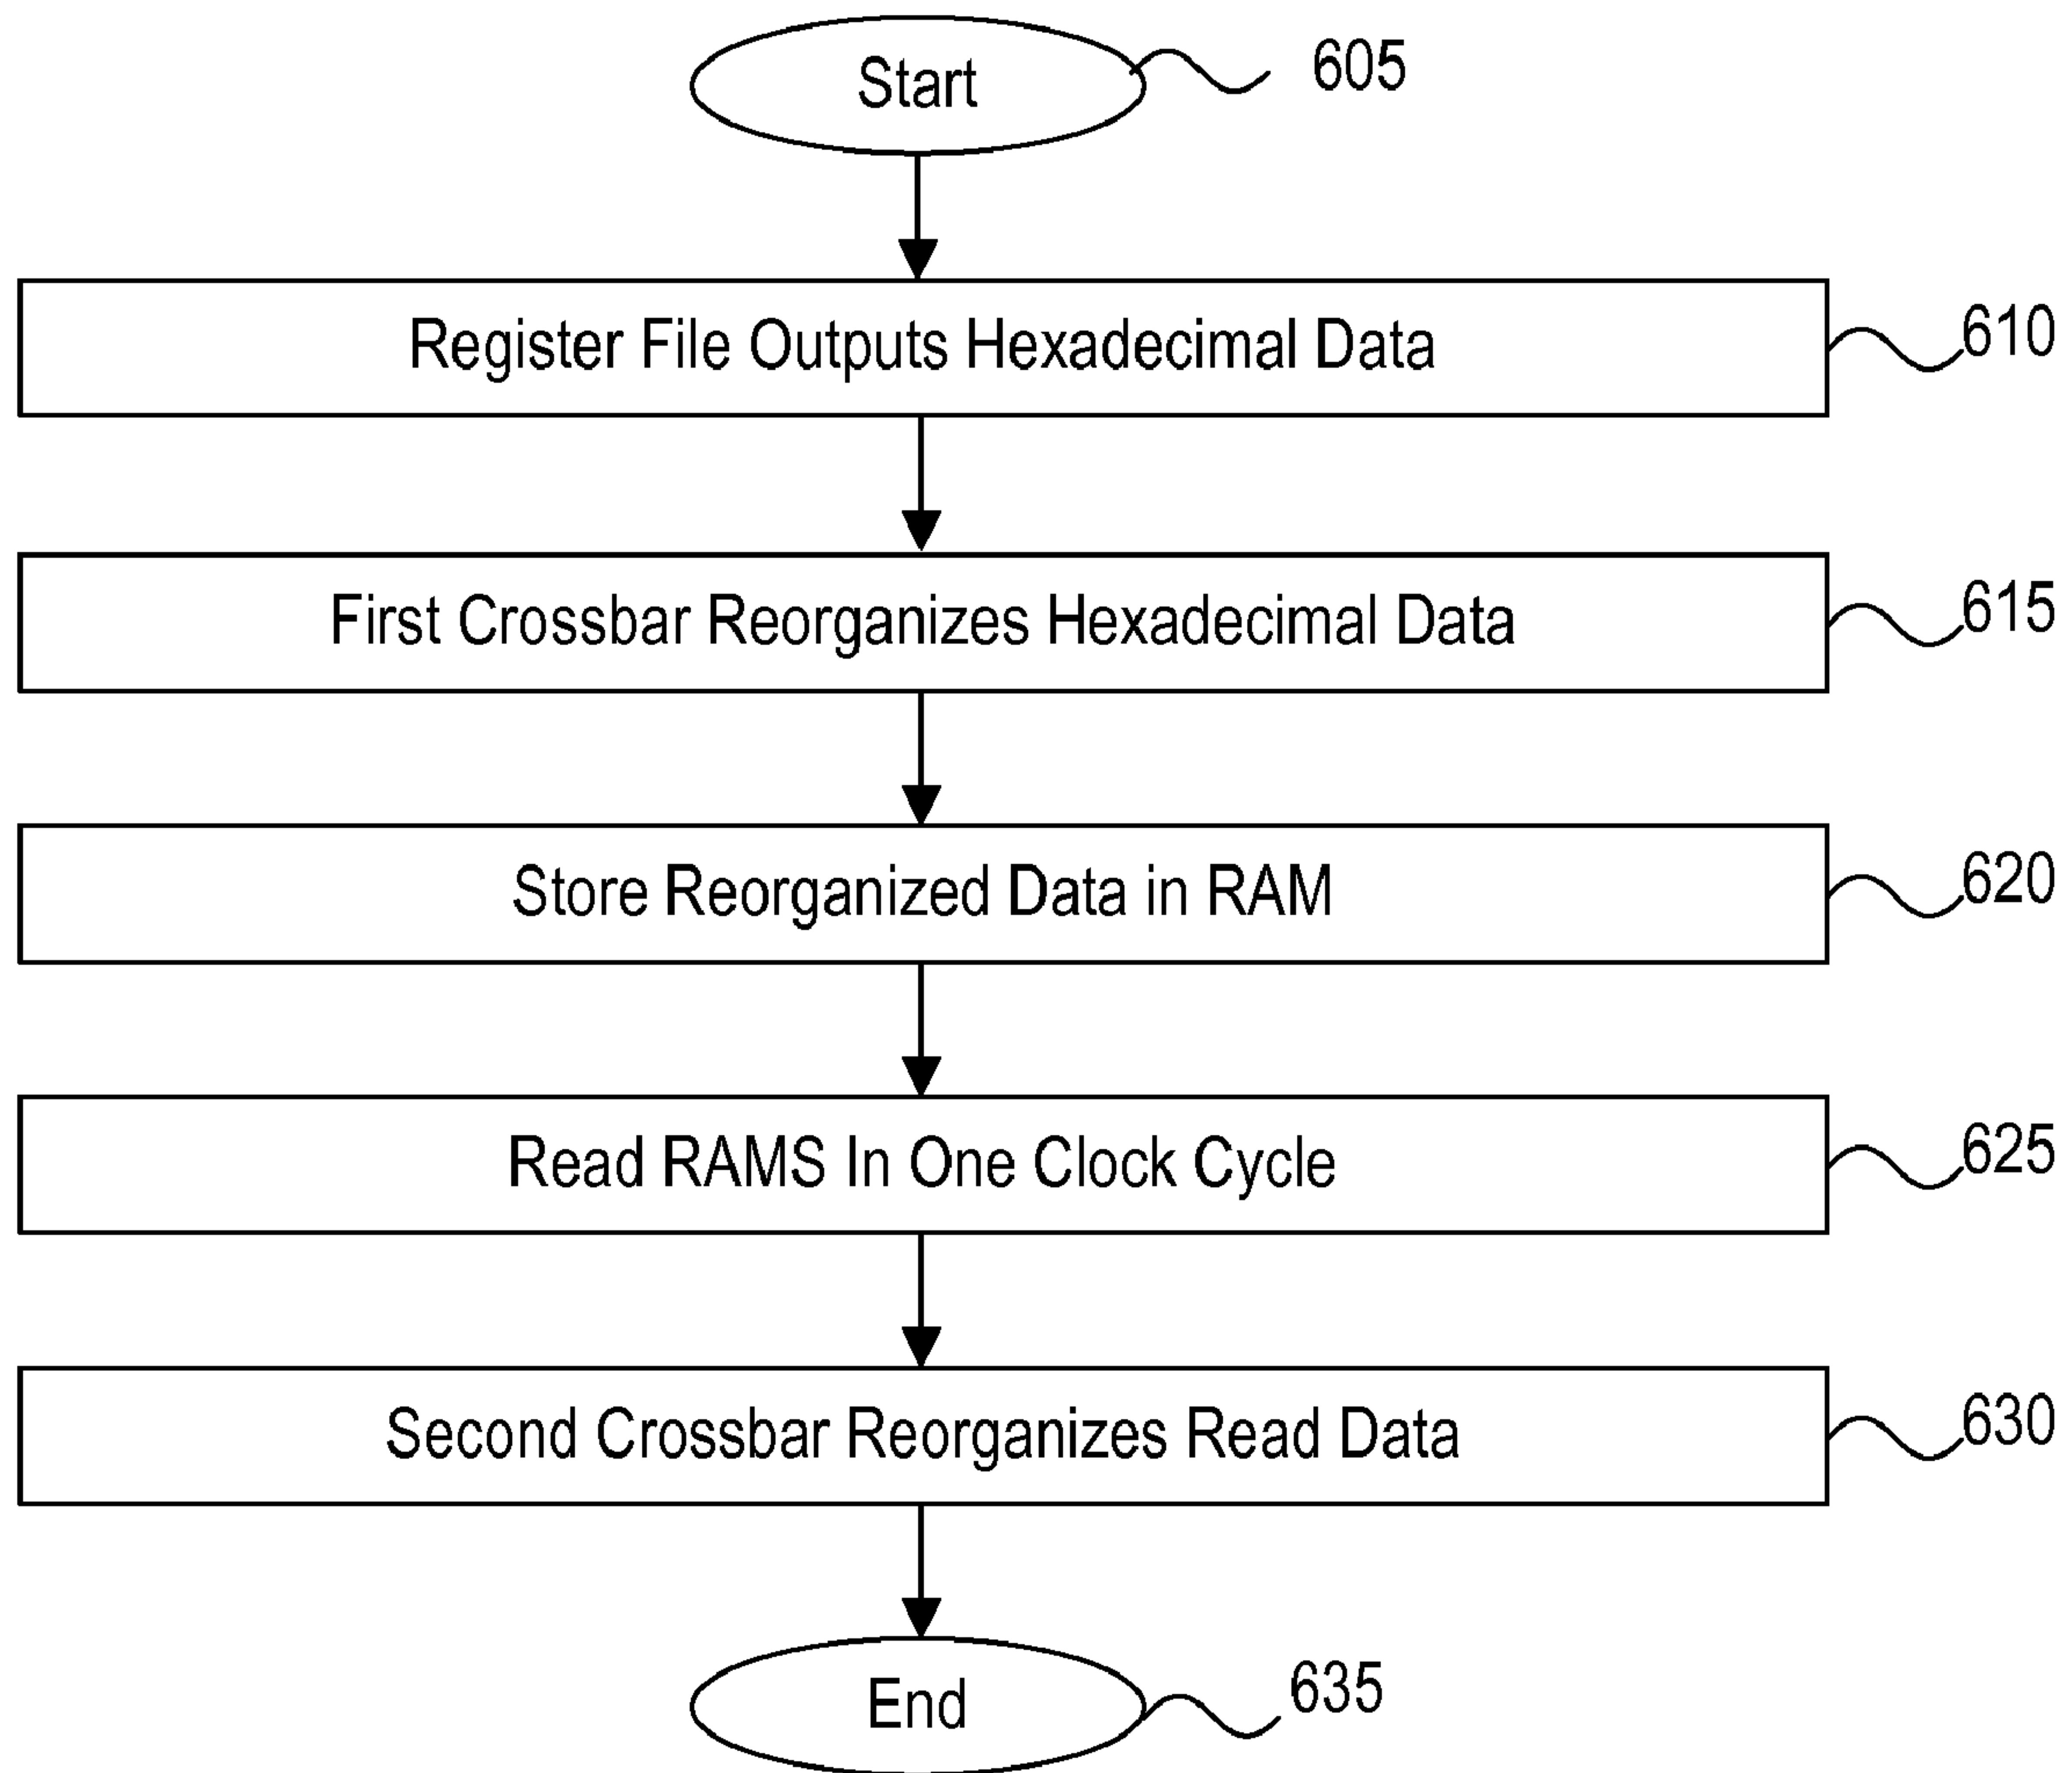 Start 605
Register File Outputs Hexadecimal Data 610
First Crossbar Reorganizes Hexadecimal Data 615
Store Reorganized Data in RAM 620
Read RAMS In One Clock Cycle 625
Second Crossbar Reorganizes Read Data 630
End 635